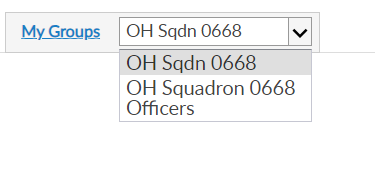 My Groups OH Sqdn 0668
OH Sqdn 0668
OH Squadron 0668
Officers